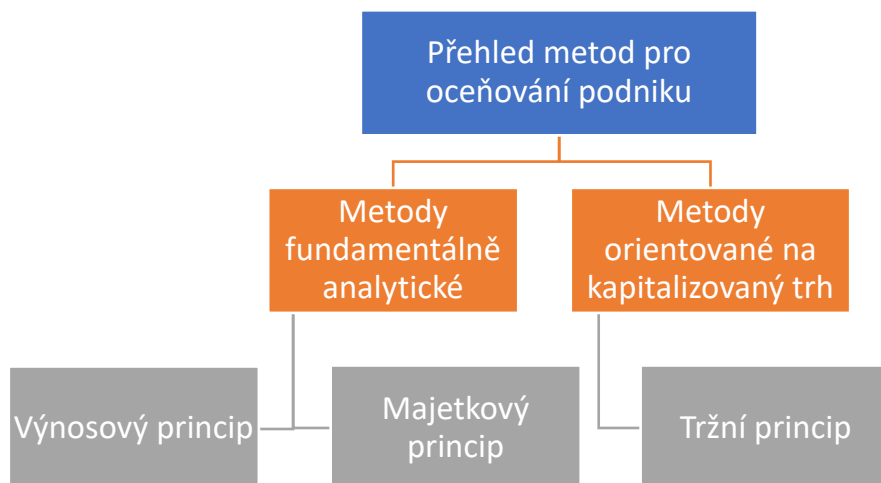 Přehled metod pro
oceňování podniku
Metody
fundamentálně
analytické
Metody
orientované na
kapitalizovaný trh
Výnosový princip
Majetkový
princip
Tržní princip